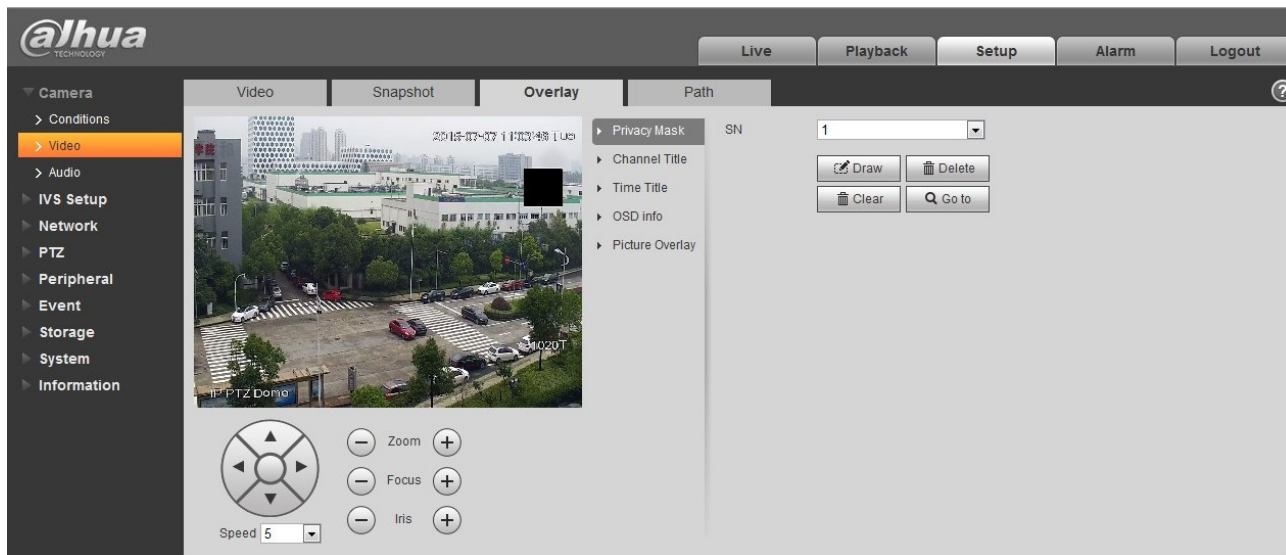 alhua
TECHNOLOGY
Live Playback Setup Alarm Logout
Camera
Conditions
Video
Audio
IVS Setup
Network
PTZ
Peripheral
Event
Storage
System
Information
Video Snapshot Overlay Path
IP PTZ Dome
Privacy Mask
Channel Title
Time Title
OSD info
Picture Overlay
SN 1
Draw Delete
Clear Go to
Zoom
Focus
Iris
Speed 5